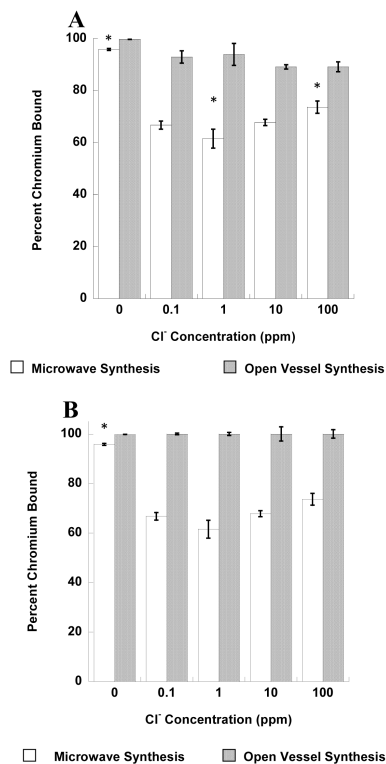 A
Percent Chromium Bound
100
80
60
40
20
0
*
*
*
0 0.1 1 10 100
Cl⁻ Concentration (ppm)
Microwave Synthesis Open Vessel Synthesis
B
Percent Chromium Bound
100
80
60
40
20
0
*
0 0.1 1 10 100
Cl⁻ Concentration (ppm)
Microwave Synthesis Open Vessel Synthesis